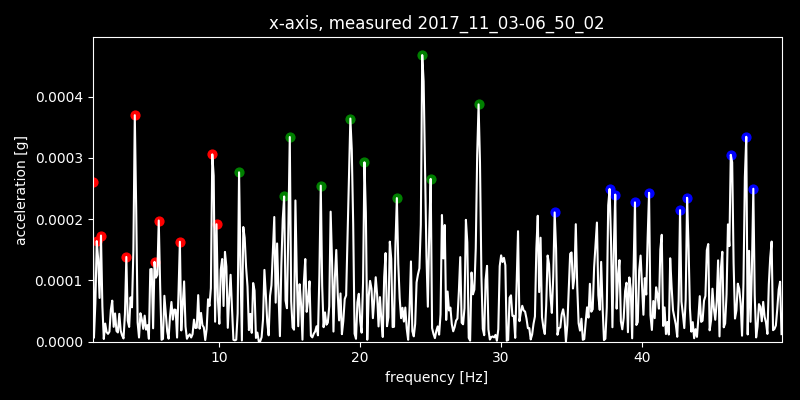 x-axis, measured 2017_11_03-06_50_02
acceleration [g]
0.0004
0.0003
0.0002
0.0001
0.0000
10 20 30 40
frequency [Hz]